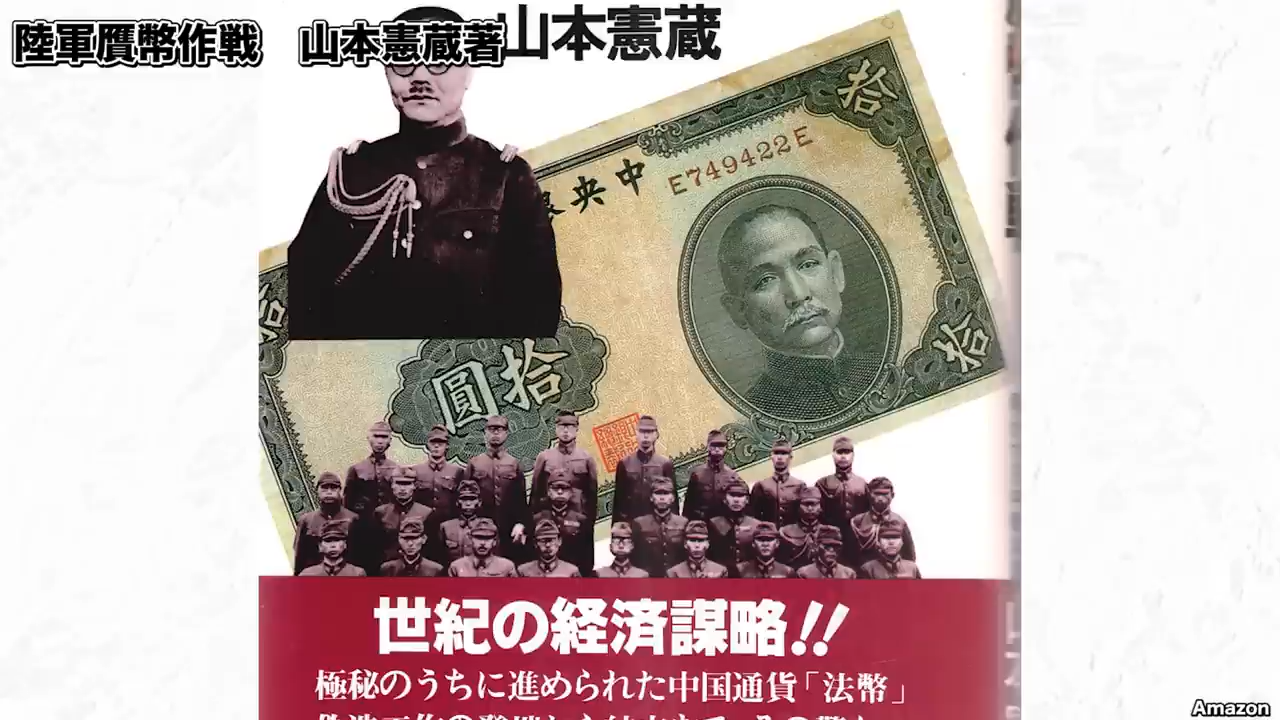 陸軍贋幣作戦　山本憲蔵著
山本憲蔵
拾
E749422E
中央
拾
拾圓
拾
世紀の経済謀略!!
極秘のうちに進められた中国通貨「法幣」
Amazon